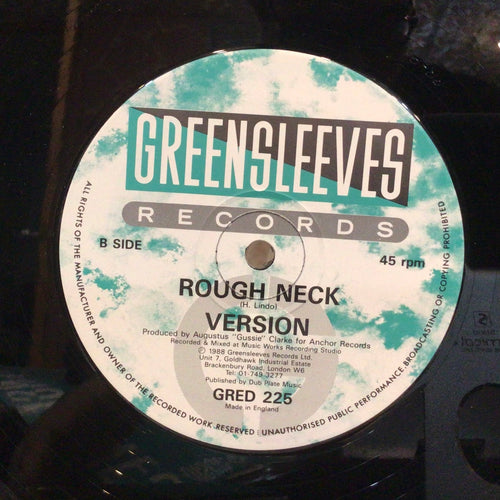 GREENSLEEVES
RECORDS
B SIDE
45 rpm
ROUGH NECK
(H. Lindo)
VERSION
Produced by Augustus "Gussie" Clarke for Anchor Records
Recorded & Mixed at Music Works Recording Studio
℗ 1988 Greensleeves Records Ltd.
Unit 7, Goldhawk Industrial Estate
Brackenbury Road, London W6
Tel: 01-749 3277
Published by Dub Plate Music
GRED 225
Made in England
ALL RIGHTS OF THE MANUFACTURER AND OWNER OF THE RECORDED WORK RESERVED UNAUTHORISED PUBLIC PERFORMANCE BROADCASTING OR COPYING PROHIBITED